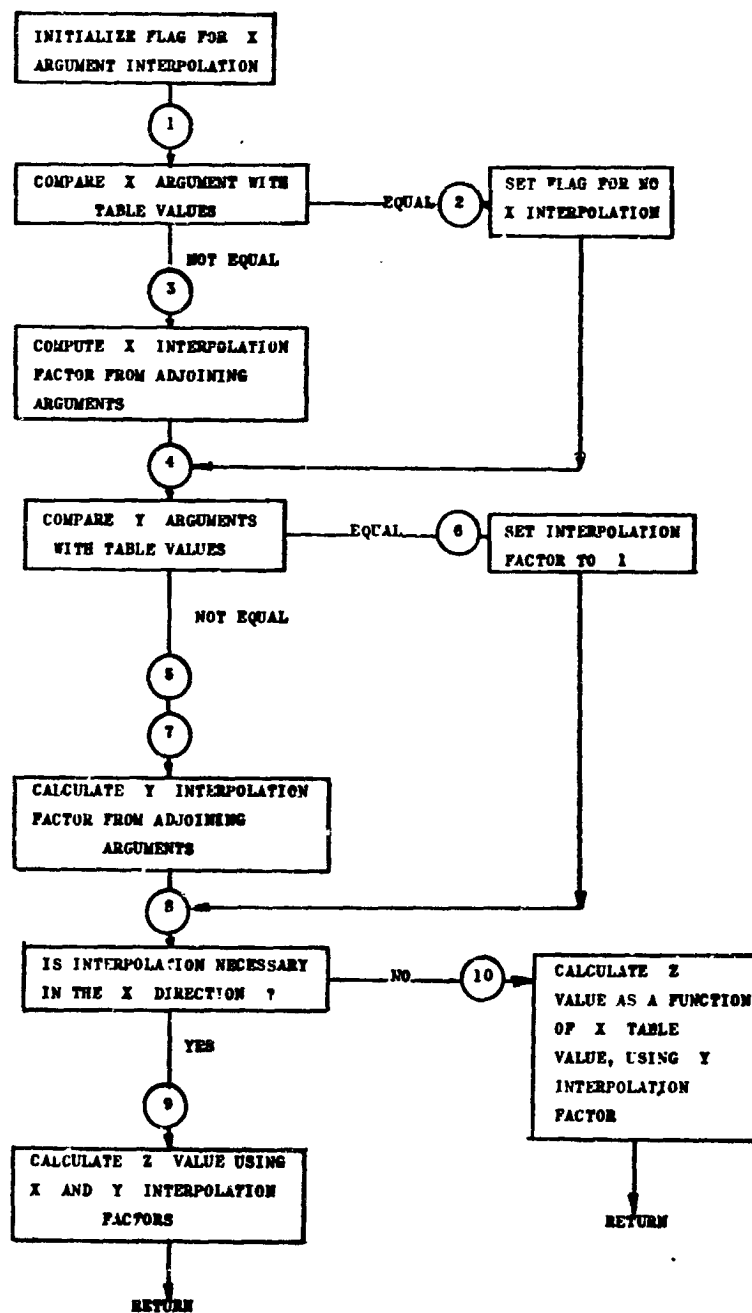 INITIALIZE FLAG FOR X
ARGUMENT INTERPOLATION
1
COMPARE X ARGUMENT WITH
TABLE VALUES
EQUAL
2
SET FLAG FOR NO
X INTERPOLATION
NOT EQUAL
3
COMPUTE X INTERPOLATION
FACTOR FROM ADJOINING
ARGUMENTS
4
COMPARE Y ARGUMENTS
WITH TABLE VALUES
EQUAL
6
SET INTERPOLATION
FACTOR TO 1
NOT EQUAL
5
7
CALCULATE Y INTERPOLATION
FACTOR FROM ADJOINING
ARGUMENTS
8
IS INTERPOLATION NECESSARY
IN THE X DIRECTION ?
NO
10
CALCULATE Z
VALUE AS A FUNCTION
OF X TABLE
VALUE, USING Y
INTERPOLATION
FACTOR
YES
9
CALCULATE Z VALUE USING
X AND Y INTERPOLATION
FACTORS
RETURN
RETURN